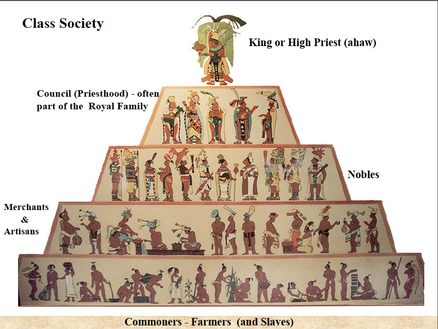 Class Society
King or High Priest (ahaw)
Council (Priesthood) - often
part of the Royal Family
Nobles
Merchants
&
Artisans
Commoners - Farmers (and Slaves)